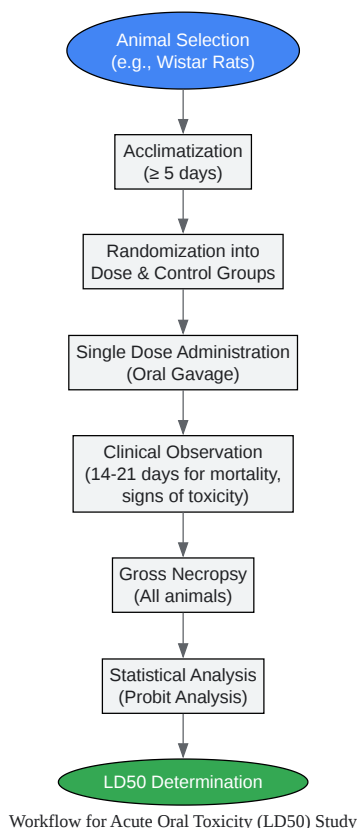 Animal Selection
(e.g., Wistar Rats)
Acclimatization
(≥ 5 days)
Randomization into
Dose & Control Groups
Single Dose Administration
(Oral Gavage)
Clinical Observation
(14-21 days for mortality,
signs of toxicity)
Gross Necropsy
(All animals)
Statistical Analysis
(Probit Analysis)
LD50 Determination
Workflow for Acute Oral Toxicity (LD50) Study